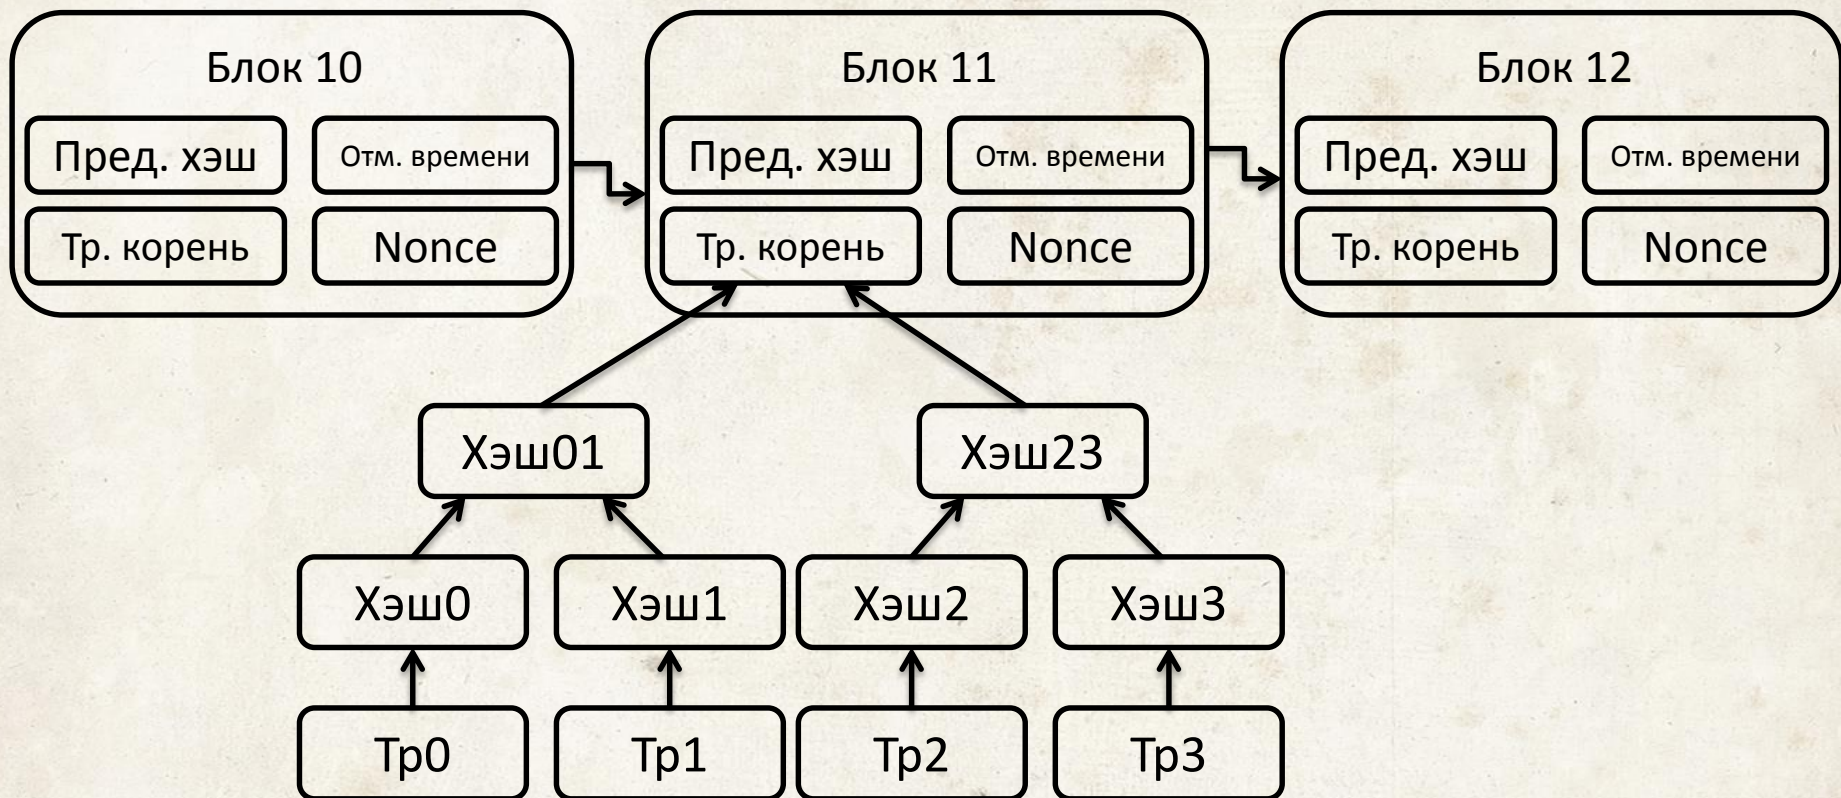 Блок 10
Блок 11
Блок 12
Пред. хэш
Отм. времени
Пред. хэш
Отм. времени
Пред. хэш
Отм. времени
Тр. корень
Nonce
Тр. корень
Nonce
Тр. корень
Nonce
Хэш01
Хэш23
Хэш0
Хэш1
Хэш2
Хэш3
Тр0
Тр1
Тр2
Тр3